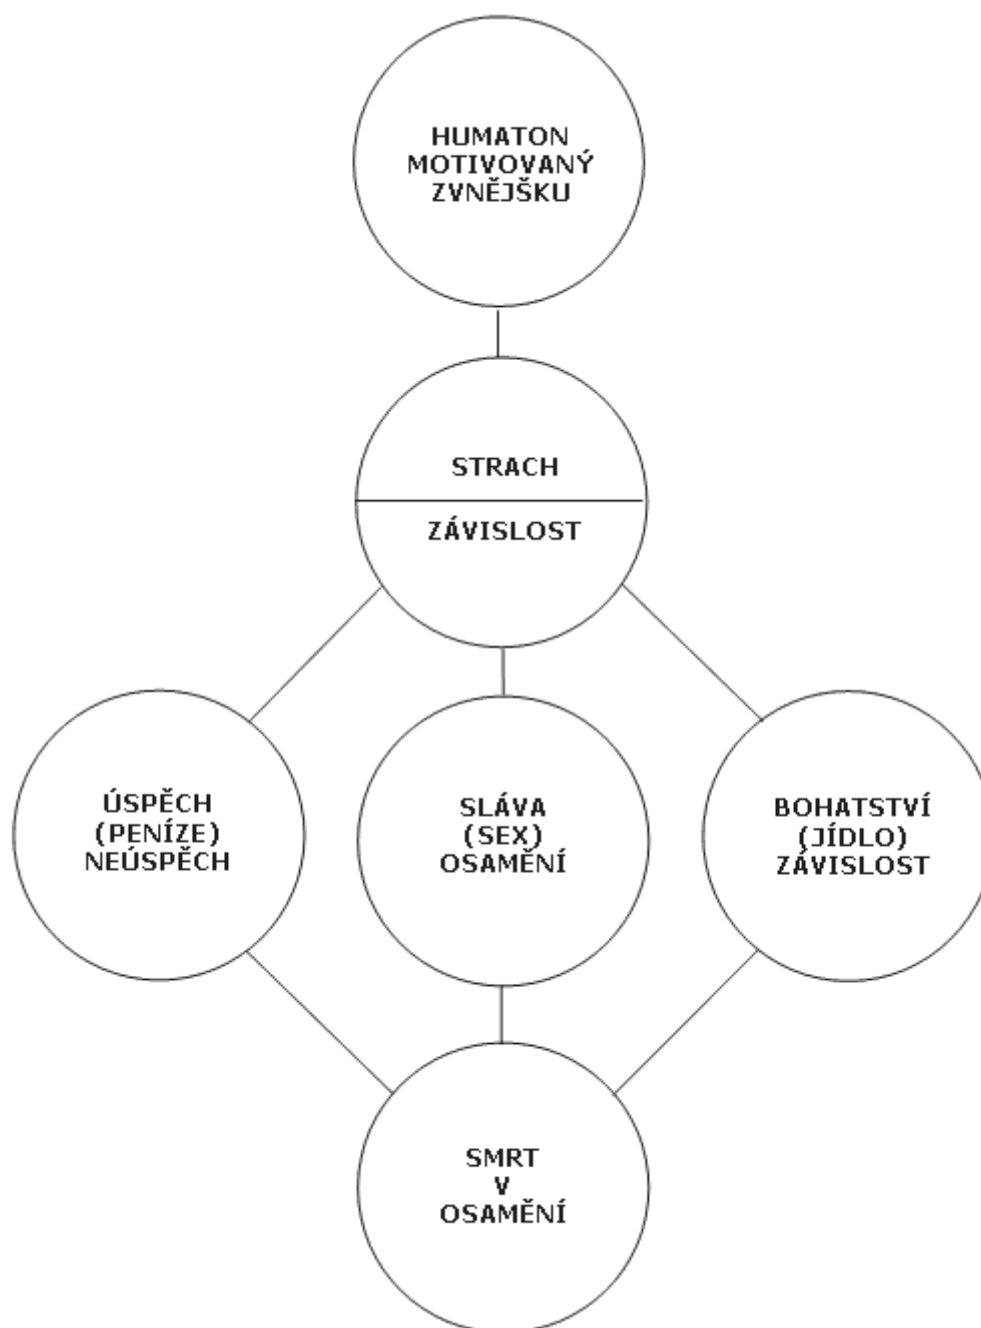 HUMATON
MOTIVOVANÝ
ZVNĚJŠKU
STRACH
ZÁVISLOST
ÚSPĚCH
(PENÍZE)
NEÚSPĚCH
SLÁVA
(SEX)
OSAMĚNÍ
BOHATSTVÍ
(JÍDLO)
ZÁVISLOST
SMRT
V
OSAMĚNÍ